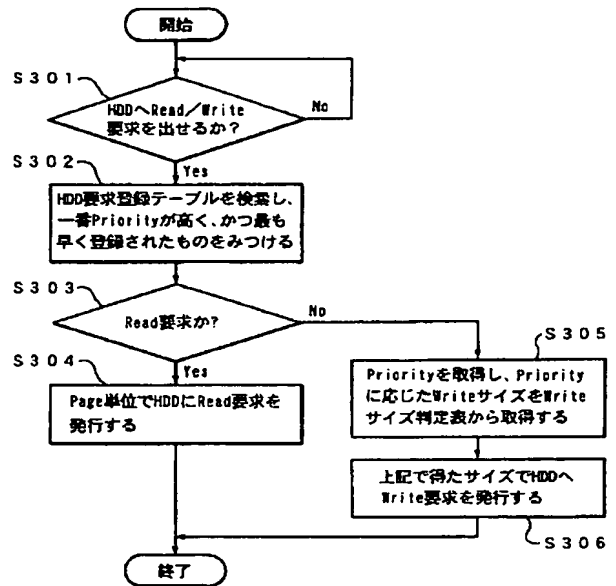 開始
S301
HDDへRead／Write
要求を出せるか？
No
Yes
S302
HDD要求登録テーブルを検索し、
一番Priorityが高く、かつ最も
早く登録されたものをみつける
S303
Read要求か?
No
Yes
S304
Page単位でHDDにRead要求を
発行する
S305
Priorityを取得し、Priority
に応じたWriteサイズをWrite
サイズ判定表から取得する
上記で得たサイズでHDDへ
Write要求を発行する
S306
終了